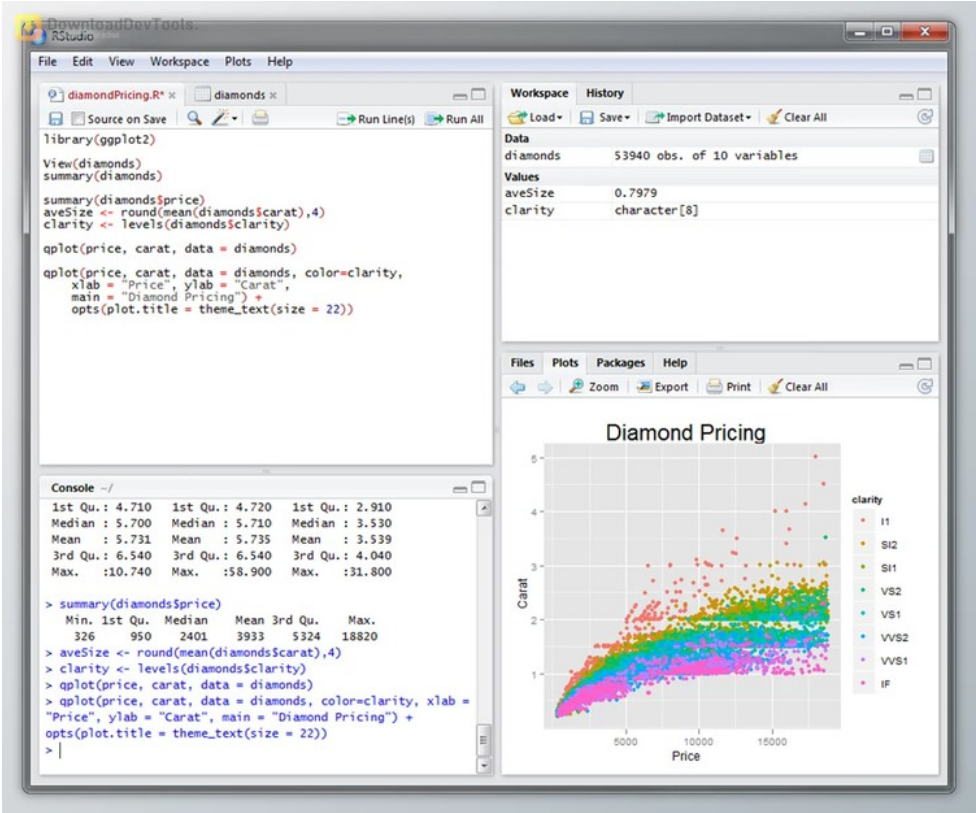 DownloadDevTools.
RStudio
File Edit View Workspace Plots Help
diamondPricing.R* diamonds
Source on Save Run Line(s) Run All
library(ggplot2)
View(diamonds)
summary(diamonds)
summary(diamonds$price)
aveSize <- round(mean(diamonds$carat),4)
clarity <- levels(diamonds$clarity)
qplot(price, carat, data = diamonds)
qplot(price, carat, data = diamonds, color=clarity,
xlab = "Price", ylab = "Carat",
main = "Diamond Pricing") +
opts(plot.title = theme_text(size = 22))
Console ~/
1st Qu.: 4.710 1st Qu.: 4.720 1st Qu.: 2.910
Median : 5.700 Median : 5.710 Median : 3.530
Mean : 5.731 Mean : 5.735 Mean : 3.539
3rd Qu.: 6.540 3rd Qu.: 6.540 3rd Qu.: 4.040
Max. :10.740 Max. :58.900 Max. :31.800
> summary(diamonds$price)
Min. 1st Qu. Median Mean 3rd Qu. Max.
326 950 2401 3933 5324 18820
> aveSize <- round(mean(diamonds$carat),4)
> clarity <- levels(diamonds$clarity)
> qplot(price, carat, data = diamonds)
> qplot(price, carat, data = diamonds, color=clarity, xlab =
"Price", ylab = "Carat", main = "Diamond Pricing") +
opts(plot.title = theme_text(size = 22))
>
Workspace History
Load Save Import Dataset Clear All
Data
diamonds 53940 obs. of 10 variables
Values
aveSize 0.7979
clarity character[8]
Files Plots Packages Help
Zoom Export Print Clear All
Diamond Pricing
5
4
3
2
1
Carat
5000 10000 15000
Price
clarity
I1
SI2
SI1
VS2
VS1
VVS2
VVS1
IF